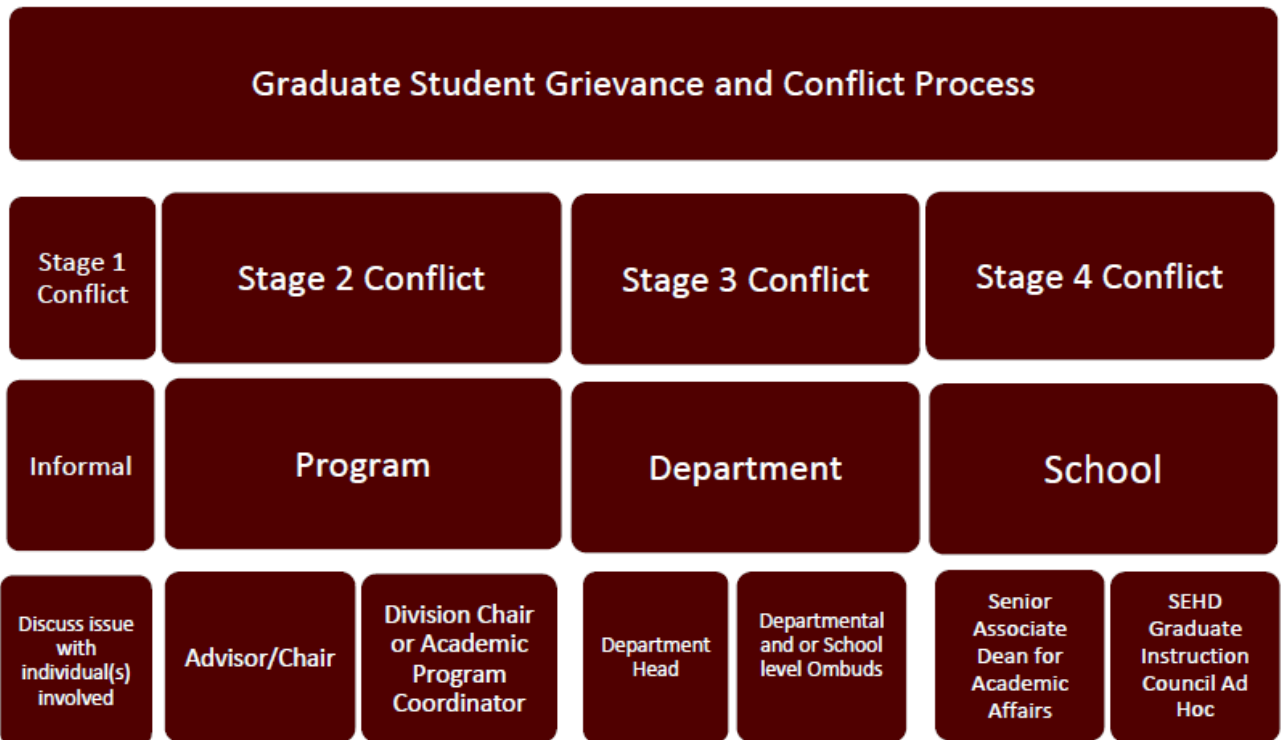 Graduate Student Grievance and Conflict Process
Stage 1
Conflict
Stage 2 Conflict
Stage 3 Conflict
Stage 4 Conflict
Informal
Program
Department
School
Discuss issue
with
individual(s)
involved
Advisor/Chair
Division Chair
or Academic
Program
Coordinator
Department
Head
Departmental
and or School
level Ombuds
Senior
Associate
Dean for
Academic
Affairs
SEHD
Graduate
Instruction
Council Ad
Hoc